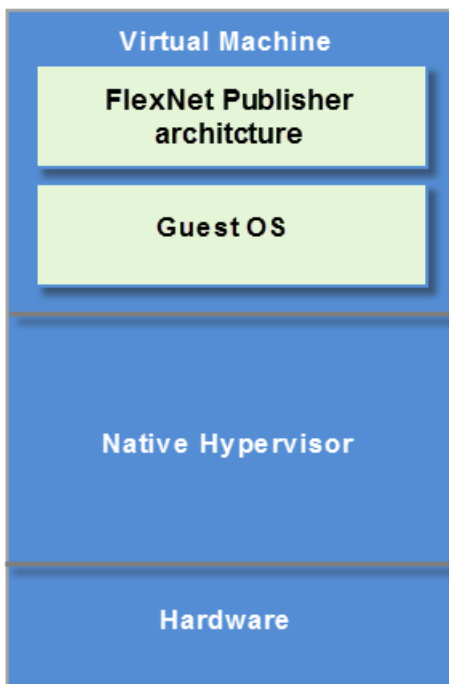 Virtual Machine
FlexNet Publisher
architcture
Guest OS
Native Hypervisor
Hardware